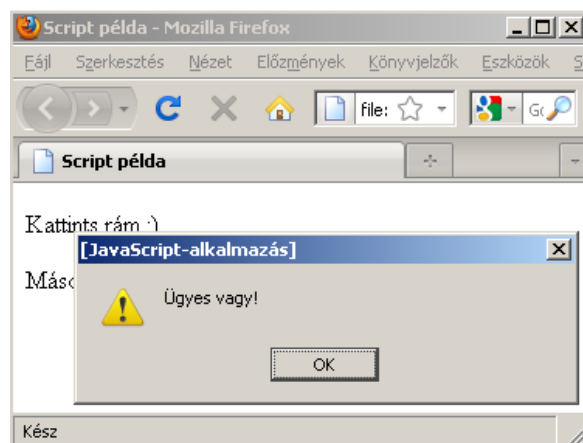 Script példa - Mozilla Firefox
Fájl Szerkesztés Nézet Előzmények Könyvjelzők Eszközök S
file: G
Script példa
Kattints rám :)
[JavaScript-alkalmazás]
Másc
Ügyes vagy!
OK
Kész